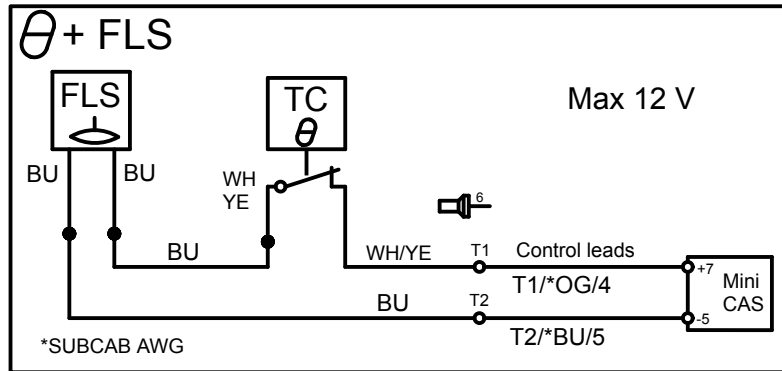 θ + FLS
FLS
TC
θ
Max 12 V
BU
BU
WH
YE
6
BU
WH/YE
T1
Control leads
+7
T1/*OG/4
Mini
CAS
BU
T2
-5
T2/*BU/5
*SUBCAB AWG